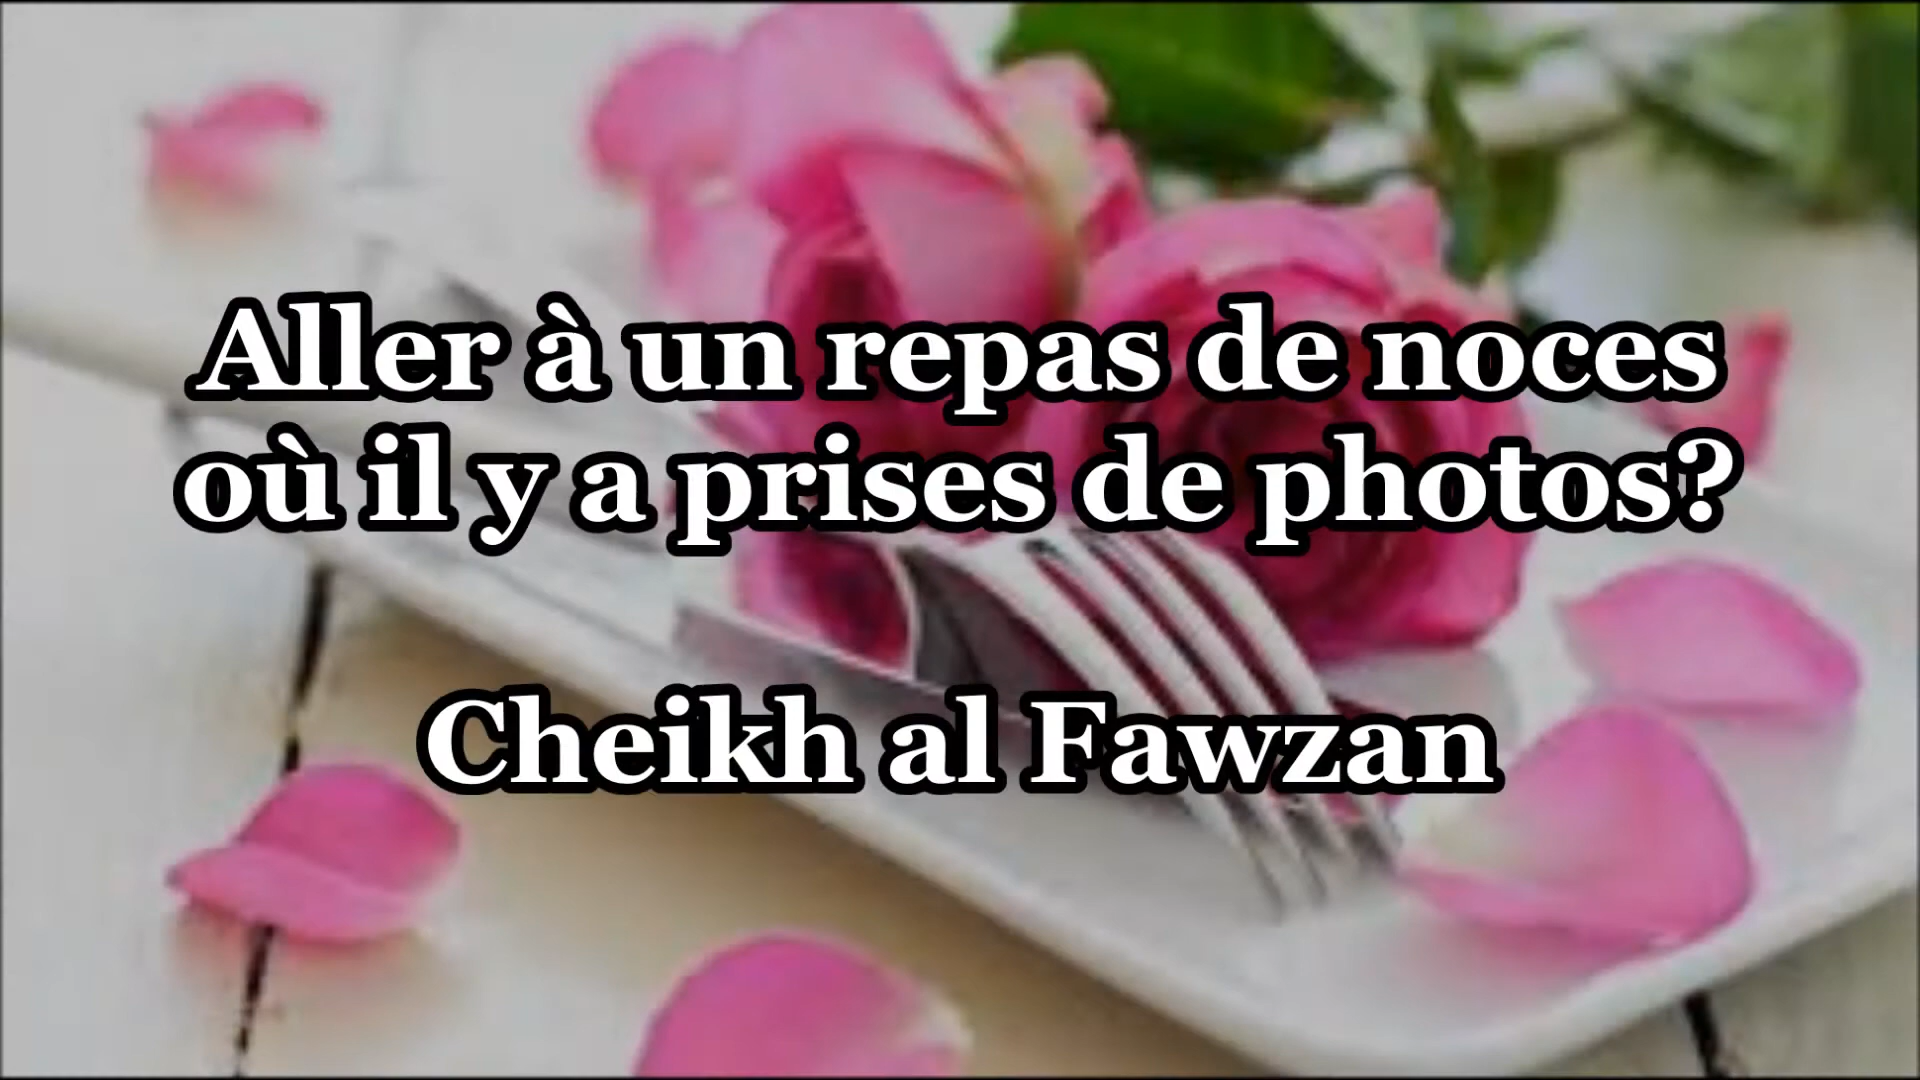 Aller à un repas de noces
où il y a prises de photos?
Cheikh al Fawzan